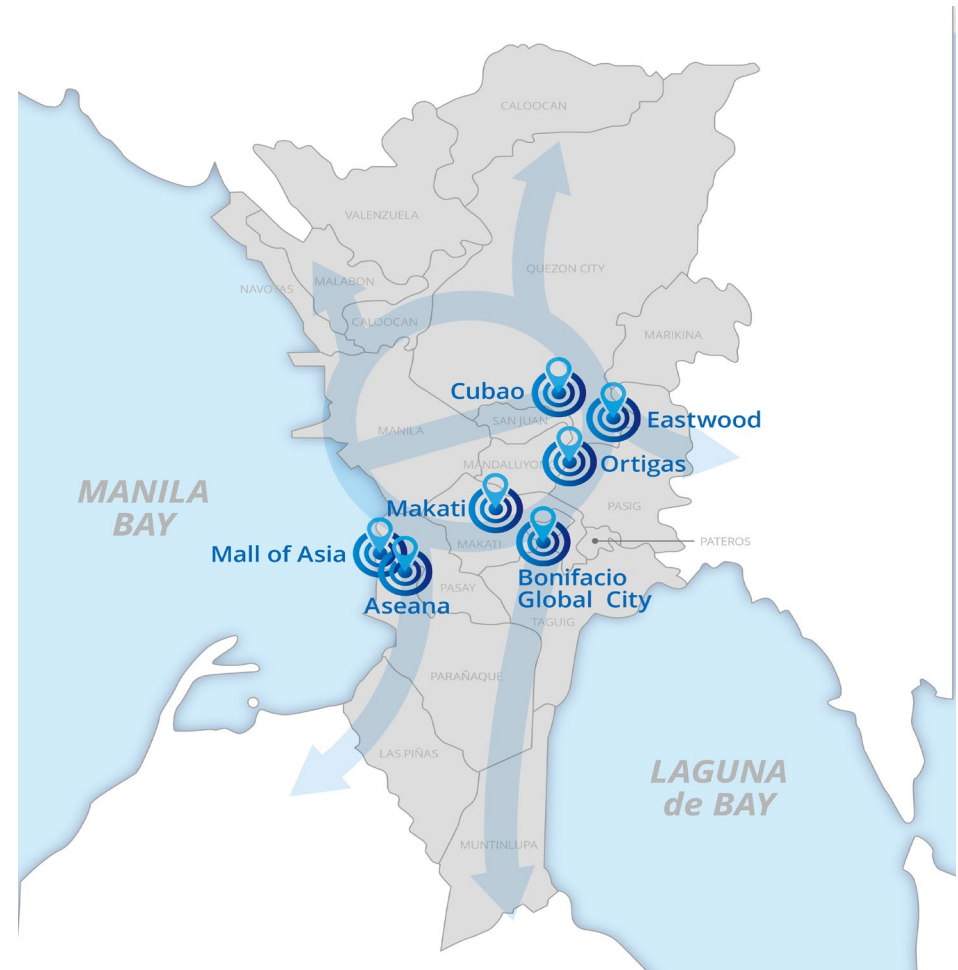 CALOOCAN
VALENZUELA
QUEZON CITY
MALABON
NAVOTAS
CALOOCAN
MARIKINA
Cubao
Eastwood
SAN JUAN
MANILA
MANDALUYON
Ortigas
MANILA
BAY
Makati
PASIG
MAKATI
PATEROS
Mall of Asia
Bonifacio
Global City
PASAY
Aseana
TAGUIG
PARAÑAQUE
LAS PIÑAS
LAGUNA
de BAY
MUNTINLUPA